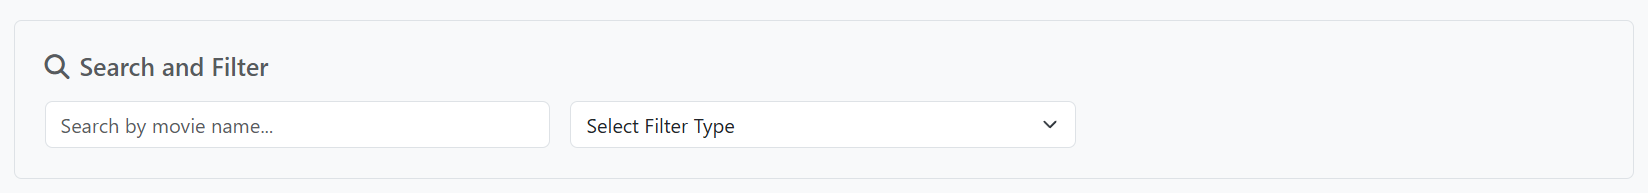 Search and Filter
Search by movie name...
Select Filter Type